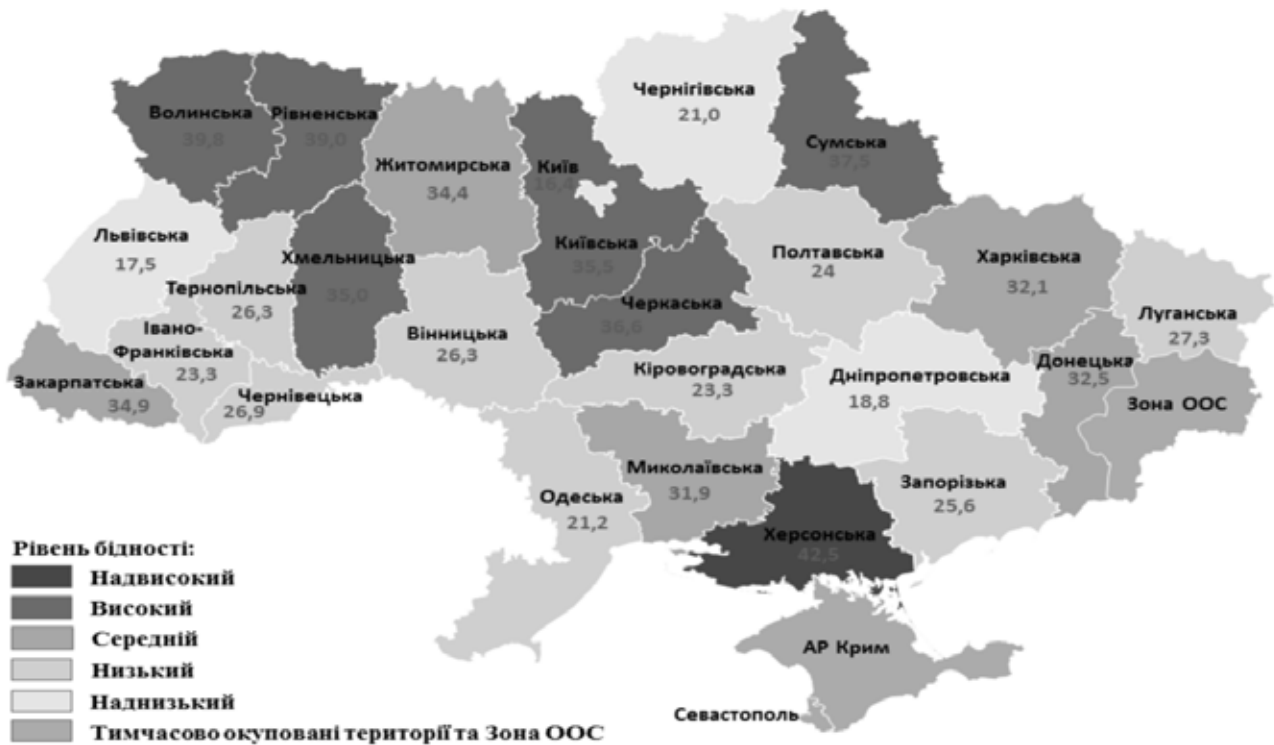 Чернігівська
21,0
Волинська
39,8
Рівненська
39,0
Сумська
37,5
Житомирська
34,4
Київ
16,4
Львівська
17,5
Київська
35,5
Полтавська
24
Харківська
32,1
Хмельницька
35,0
Тернопільська
26,3
Черкаська
36,6
Луганська
27,3
Івано-
Франківська
23,3
Вінницька
26,3
Кіровоградська
23,3
Дніпропетровська
18,8
Донецька
32,5
Закарпатська
34,9
Чернівецька
26,9
Зона ООС
Миколаївська
31,9
Одеська
21,2
Запорізька
25,6
Херсонська
42,5
АР Крим
Севастополь
Рівень бідності:
Надвисокий
Високий
Середній
Низький
Наднизький
Тимчасово окуповані території та Зона ООС